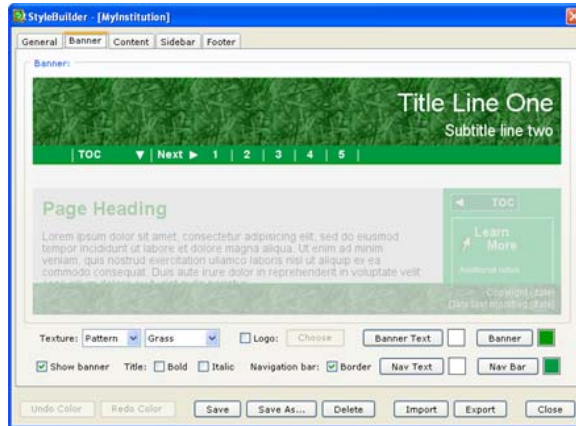 StyleBuilder - [MyInstitution]
General Banner Content Sidebar Footer
Banner:
Title Line One
Subtitle line two
TOC ▼ | Next ► 1 | 2 | 3 | 4 | 5 |
Page Heading
◄ TOC
Lorem ipsum dolor sit amet, consectetur adipisicing elit, sed do eiusmod
tempor incididunt ut labore et dolore magna aliqua. Ut enim ad minim
veniam, quis nostrud exercitation ullamco laboris nisi ut aliquip ex ea
commodo consequat. Duis aute irure dolor in reprehenderit in voluptate velit
Learn
More
Texture: Pattern Grass Logo: Choose Banner Text Banner
Show banner Title: Bold Italic Navigation bar: Border Nav Text Nav Bar
Undo Color Redo Color Save Save As... Delete Import Export Close